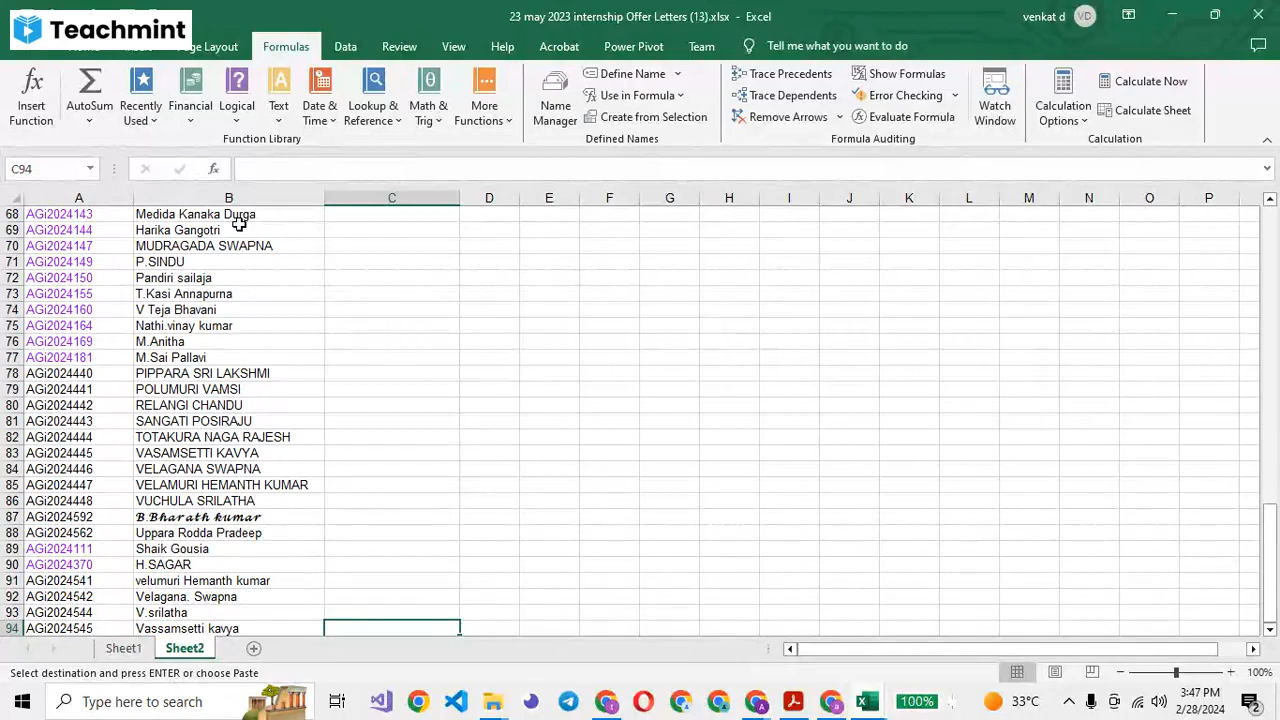 Teachmint
23 may 2023 internship Offer Letters (13).xlsx - Excel
venkat d
VD
Page Layout Formulas Data Review View Help Acrobat Power Pivot Team Tell me what you want to do
Insert Function
AutoSum
Recently Used
Financial
Logical
Text
Date & Time
Lookup & Reference
Math & Trig
More Functions
Function Library
Name Manager
Define Name
Use in Formula
Create from Selection
Defined Names
Trace Precedents
Trace Dependents
Remove Arrows
Show Formulas
Error Checking
Evaluate Formula
Formula Auditing
Watch Window
Calculation Options
Calculate Now
Calculate Sheet
Calculation
C94 fx
A B C D E F G H I J K L M N O P
68 AGi2024143 Medida Kanaka Durga
69 AGi2024144 Harika Gangotri
70 AGi2024147 MUDRAGADA SWAPNA
71 AGi2024149 P.SINDU
72 AGi2024150 Pandiri sailaja
73 AGi2024155 T.Kasi Annapurna
74 AGi2024160 V Teja Bhavani
75 AGi2024164 Nathi.vinay kumar
76 AGi2024169 M.Anitha
77 AGi2024181 M.Sai Pallavi
78 AGi2024440 PIPPARA SRI LAKSHMI
79 AGi2024441 POLUMURI VAMSI
80 AGi2024442 RELANGI CHANDU
81 AGi2024443 SANGATI POSIRAJU
82 AGi2024444 TOTAKURA NAGA RAJESH
83 AGi2024445 VASAMSETTI KAVYA
84 AGi2024446 VELAGANA SWAPNA
85 AGi2024447 VELAMURI HEMANTH KUMAR
86 AGi2024448 VUCHULA SRILATHA
87 AGi2024592 B.Bharath kumar
88 AGi2024562 Uppara Rodda Pradeep
89 AGi2024111 Shaik Gousia
90 AGi2024370 H.SAGAR
91 AGi2024541 velumuri Hemanth kumar
92 AGi2024542 Velagana. Swapna
93 AGi2024544 V.srilatha
94 AGi2024545 Vassamsetti kavya
Sheet1 Sheet2
Select destination and press ENTER or choose Paste
100%
Type here to search
100%
33°C
3:47 PM
2/28/2024
2